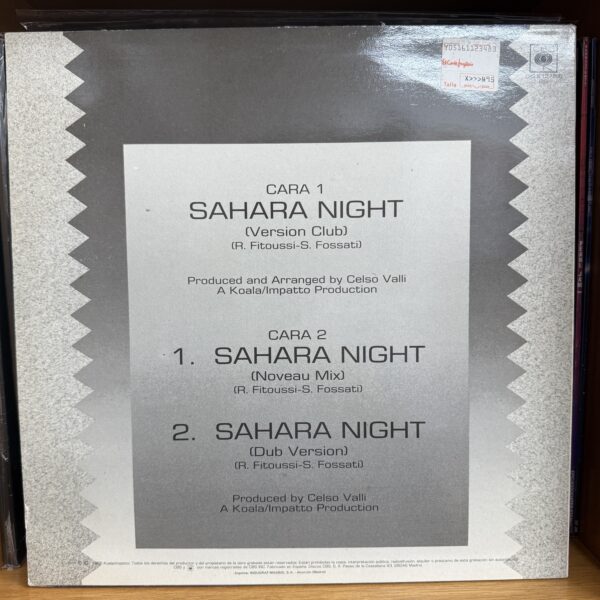 CARA 1
SAHARA NIGHT
(Version Club)
(R. Fitoussi-S. Fossati)
Produced and Arranged by Celso Valli
A Koala/Impatto Production
CARA 2
1. SAHARA NIGHT
(Noveau Mix)
(R. Fitoussi-S. Fossati)
2. SAHARA NIGHT
(Dub Version)
(R. Fitoussi-S. Fossati)
Produced by Celso Valli
A Koala/Impatto Production